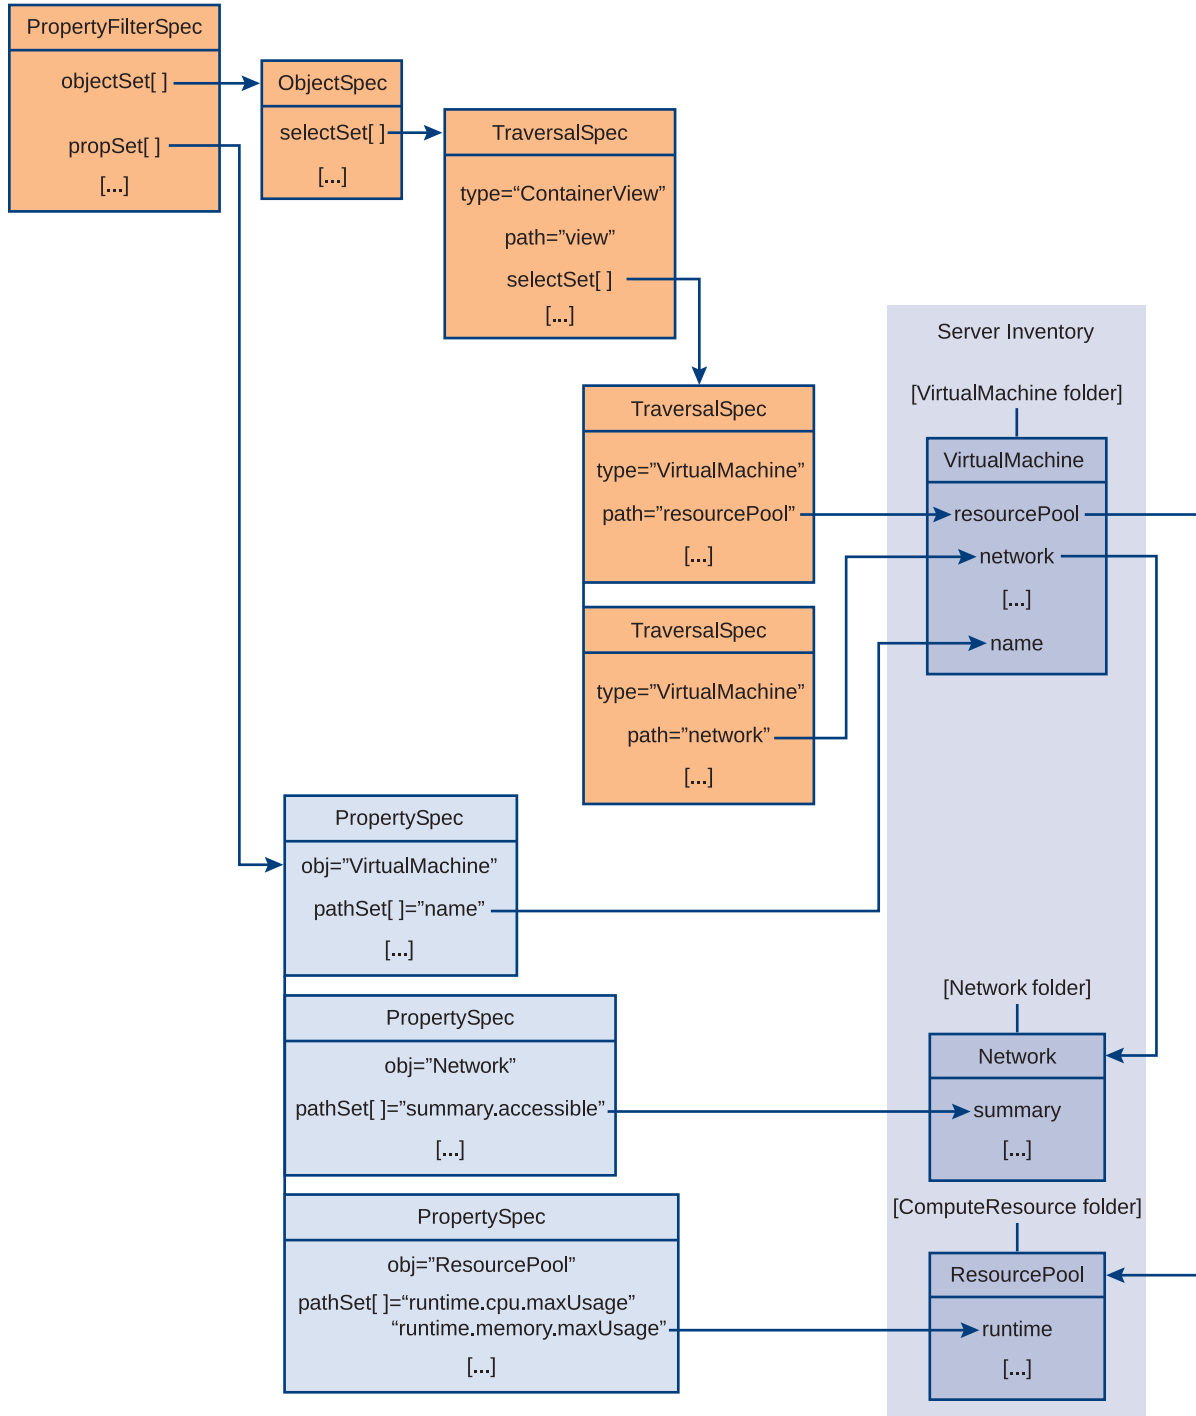 PropertyFilterSpec
objectSet[ ]
propSet[ ]
[...]
ObjectSpec
selectSet[ ]
[...]
TraversalSpec
type=“ContainerView”
path=”view”
selectSet[ ]
[...]
TraversalSpec
type=”VirtualMachine”
path=”resourcePool”
[...]
TraversalSpec
type=”VirtualMachine”
path=”network”
[...]
PropertySpec
obj=”VirtualMachine”
pathSet[ ]=”name”
[...]
PropertySpec
obj=”Network”
pathSet[ ]=”summary.accessible”
[...]
PropertySpec
obj=”ResourcePool”
pathSet[ ]=“runtime.cpu.maxUsage”
“runtime.memory.maxUsage”
[...]
Server Inventory
[VirtualMachine folder]
VirtualMachine
resourcePool
network
[...]
name
[Network folder]
Network
summary
[...]
[ComputeResource folder]
ResourcePool
runtime
[...]